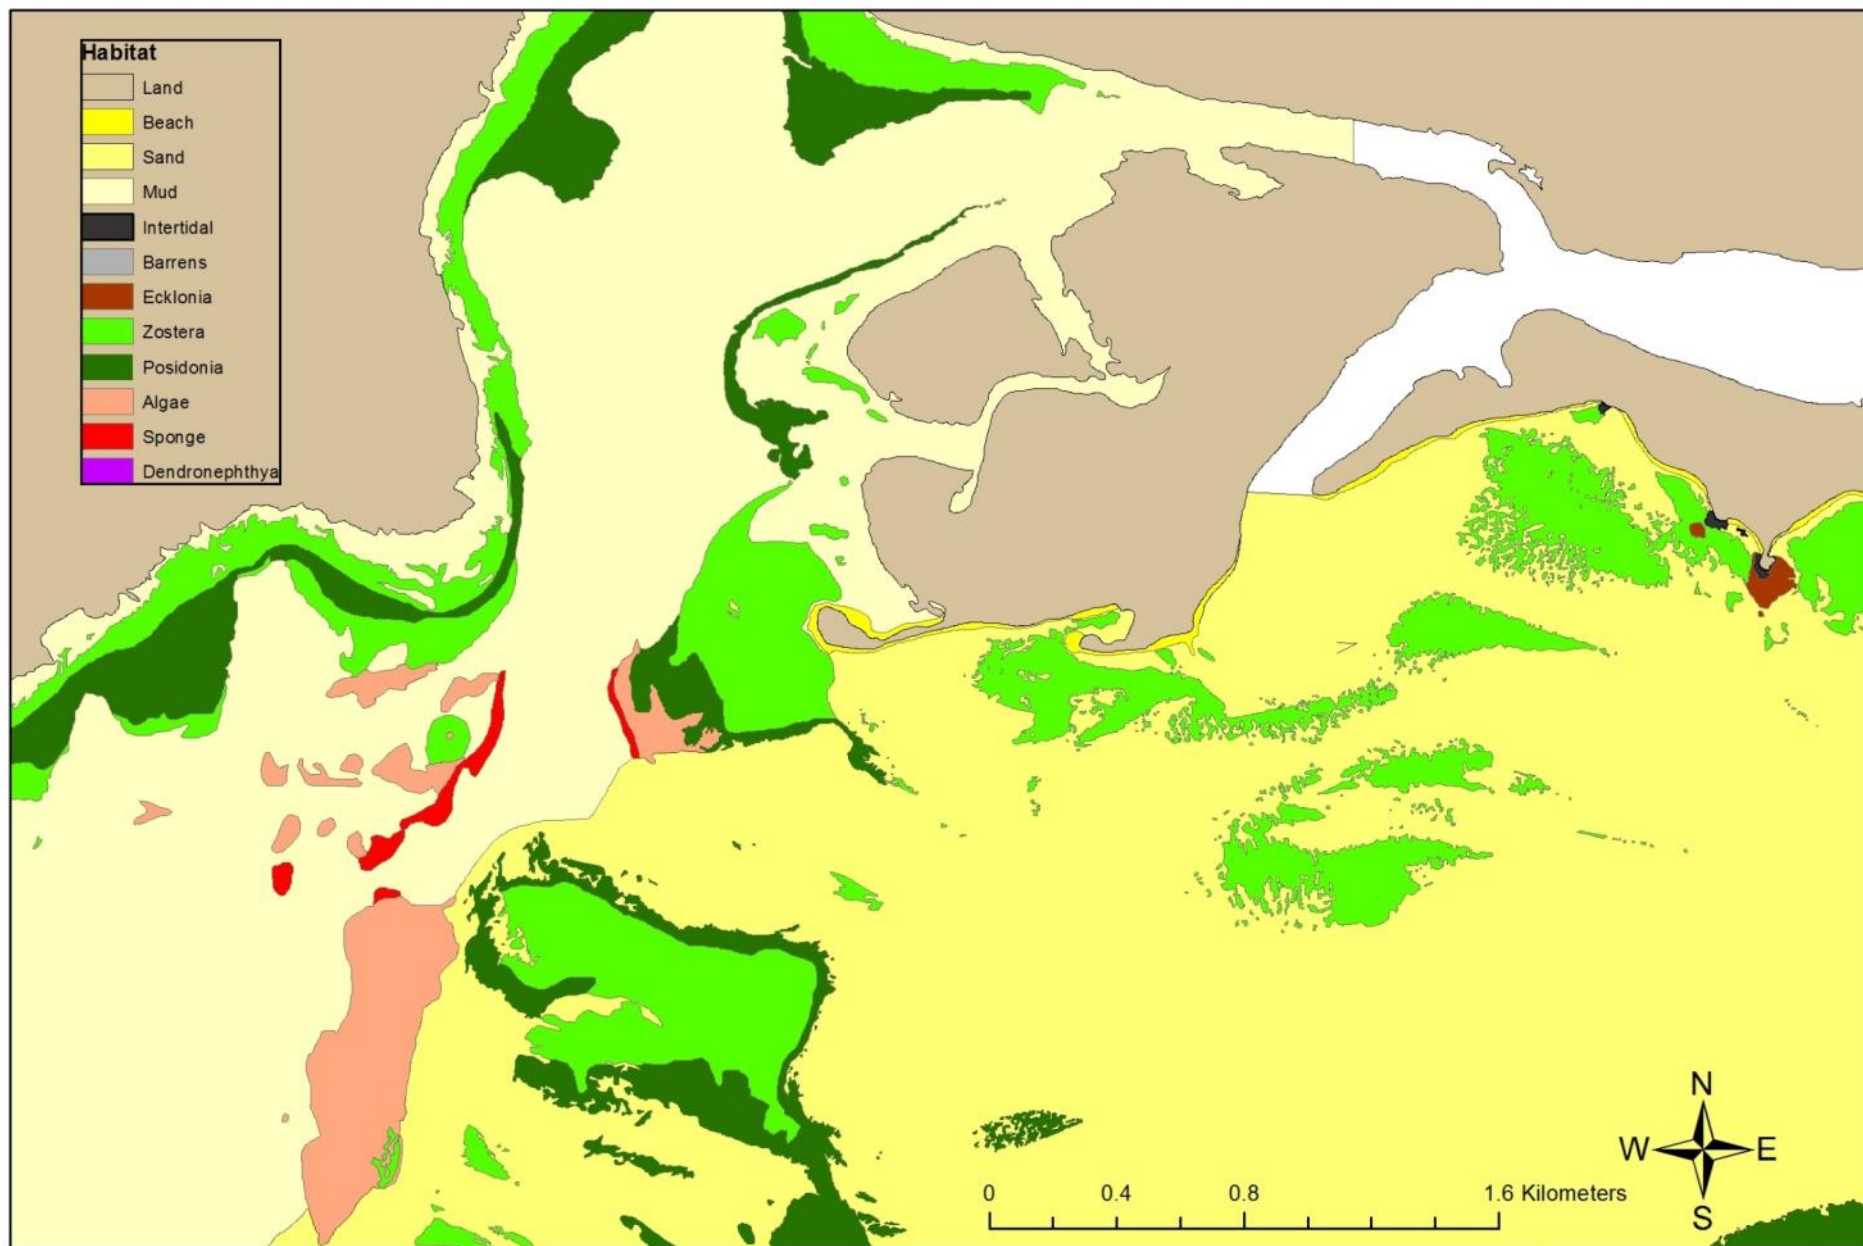 Habitat
Land
Beach
Sand
Mud
Intertidal
Barrens
Ecklonia
Zostera
Posidonia
Algae
Sponge
Dendronephthya
N
W E
S
0 0.4 0.8 1.6 Kilometers